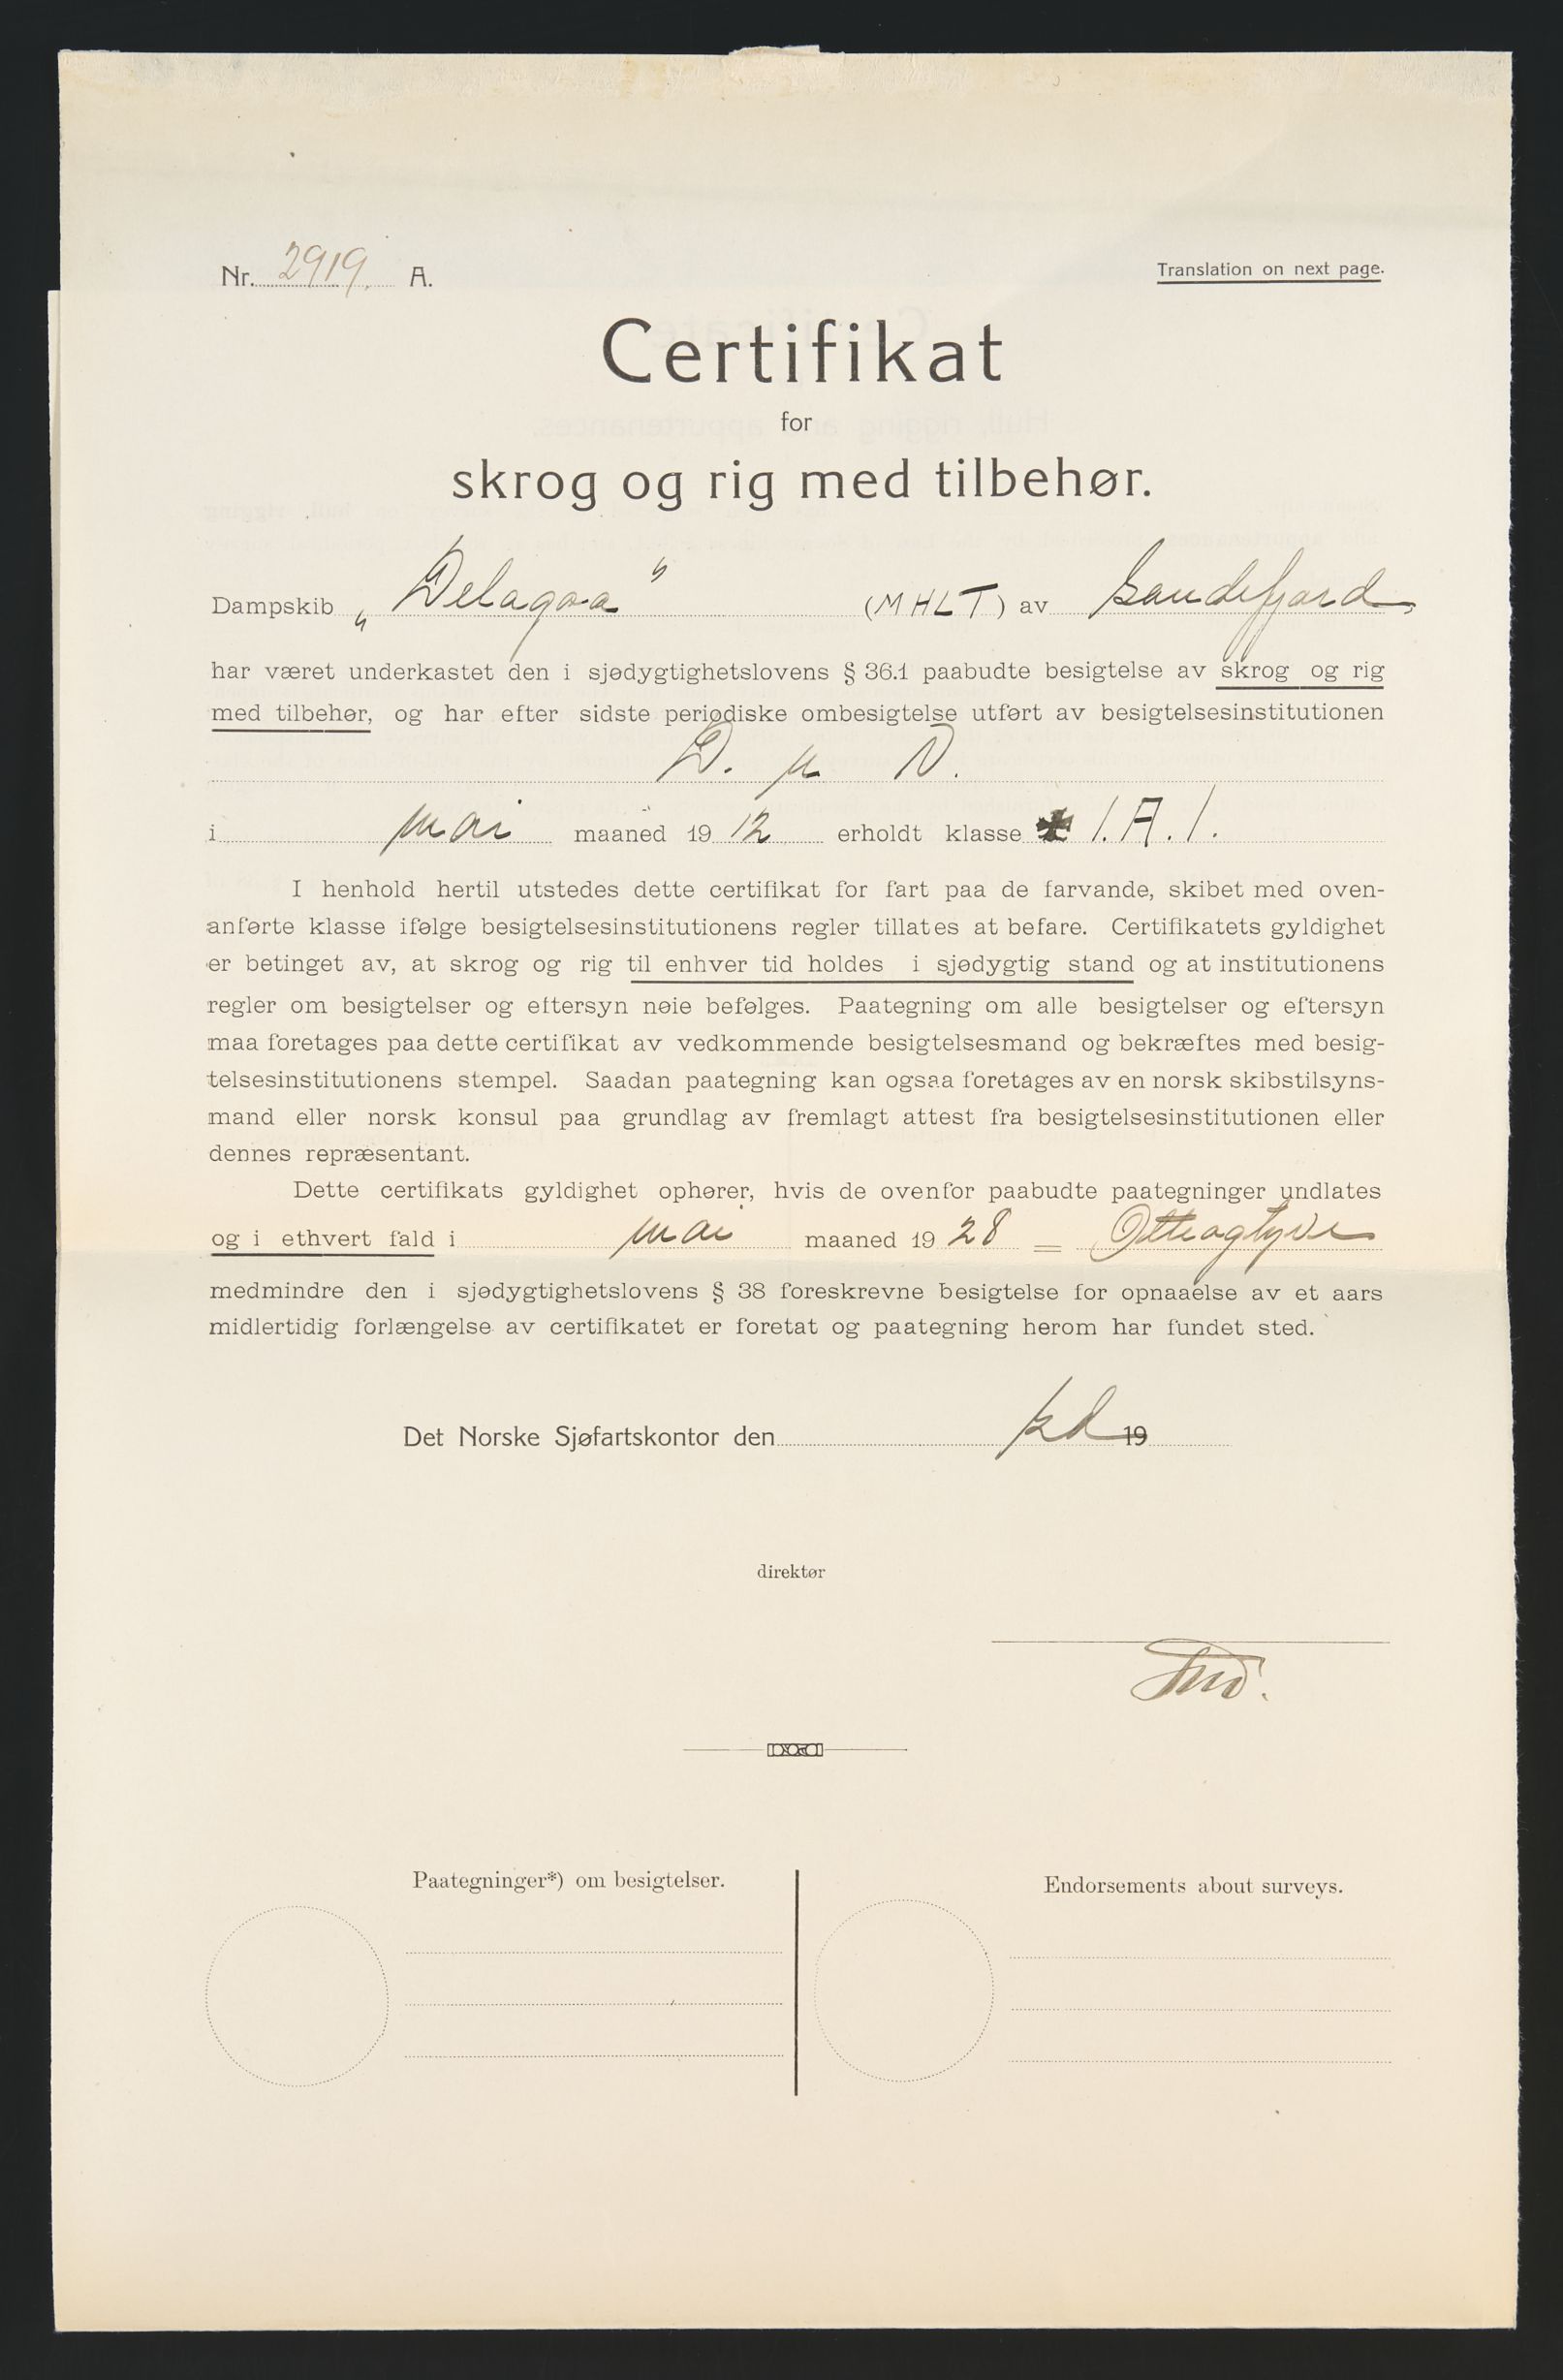 Nr. 2919. A.
Translation on next page.
Certifikat
for
skrog og rig med tilbehør.
Dampskib „Delagoa" (MHLT) av Sandefjord,
har været underkastet den i sjødygtighetslovens § 36.1 paabudte besigtelse av skrog og rig
med tilbehør, og har efter sidste periodiske ombesigtelse utført av besigtelsesinstitutionen
D. n V.
i mai maaned 1912 erholdt klasse ✠ 1. A. 1.
I henhold hertil utstedes dette certifikat for fart paa de farvande, skibet med oven-
anførte klasse ifølge besigtelsesinstitutionens regler tillates at befare. Certifikatets gyldighet
er betinget av, at skrog og rig til enhver tid holdes i sjødygtig stand og at institutionens
regler om besigtelser og eftersyn nøie befølges. Paategning om alle besigtelser og eftersyn
maa foretages paa dette certifikat av vedkommende besigtelsesmand og bekræftes med besig-
telsesinstitutionens stempel. Saadan paategning kan ogsaa foretages av en norsk skibstilsyns-
mand eller norsk konsul paa grundlag av fremlagt attest fra besigtelsesinstitutionen eller
dennes repræsentant.
Dette certifikats gyldighet ophører, hvis de ovenfor paabudte paategninger undlates
og i ethvert fald i mai maaned 1928 = Otteogtyve
medmindre den i sjødygtighetslovens § 38 foreskrevne besigtelse for opnaaelse av et aars
midlertidig forlængelse av certifikatet er foretat og paategning herom har fundet sted.
Det Norske Sjøfartskontor den 19
direktør
Paategninger*) om besigtelser.
Endorsements about surveys.